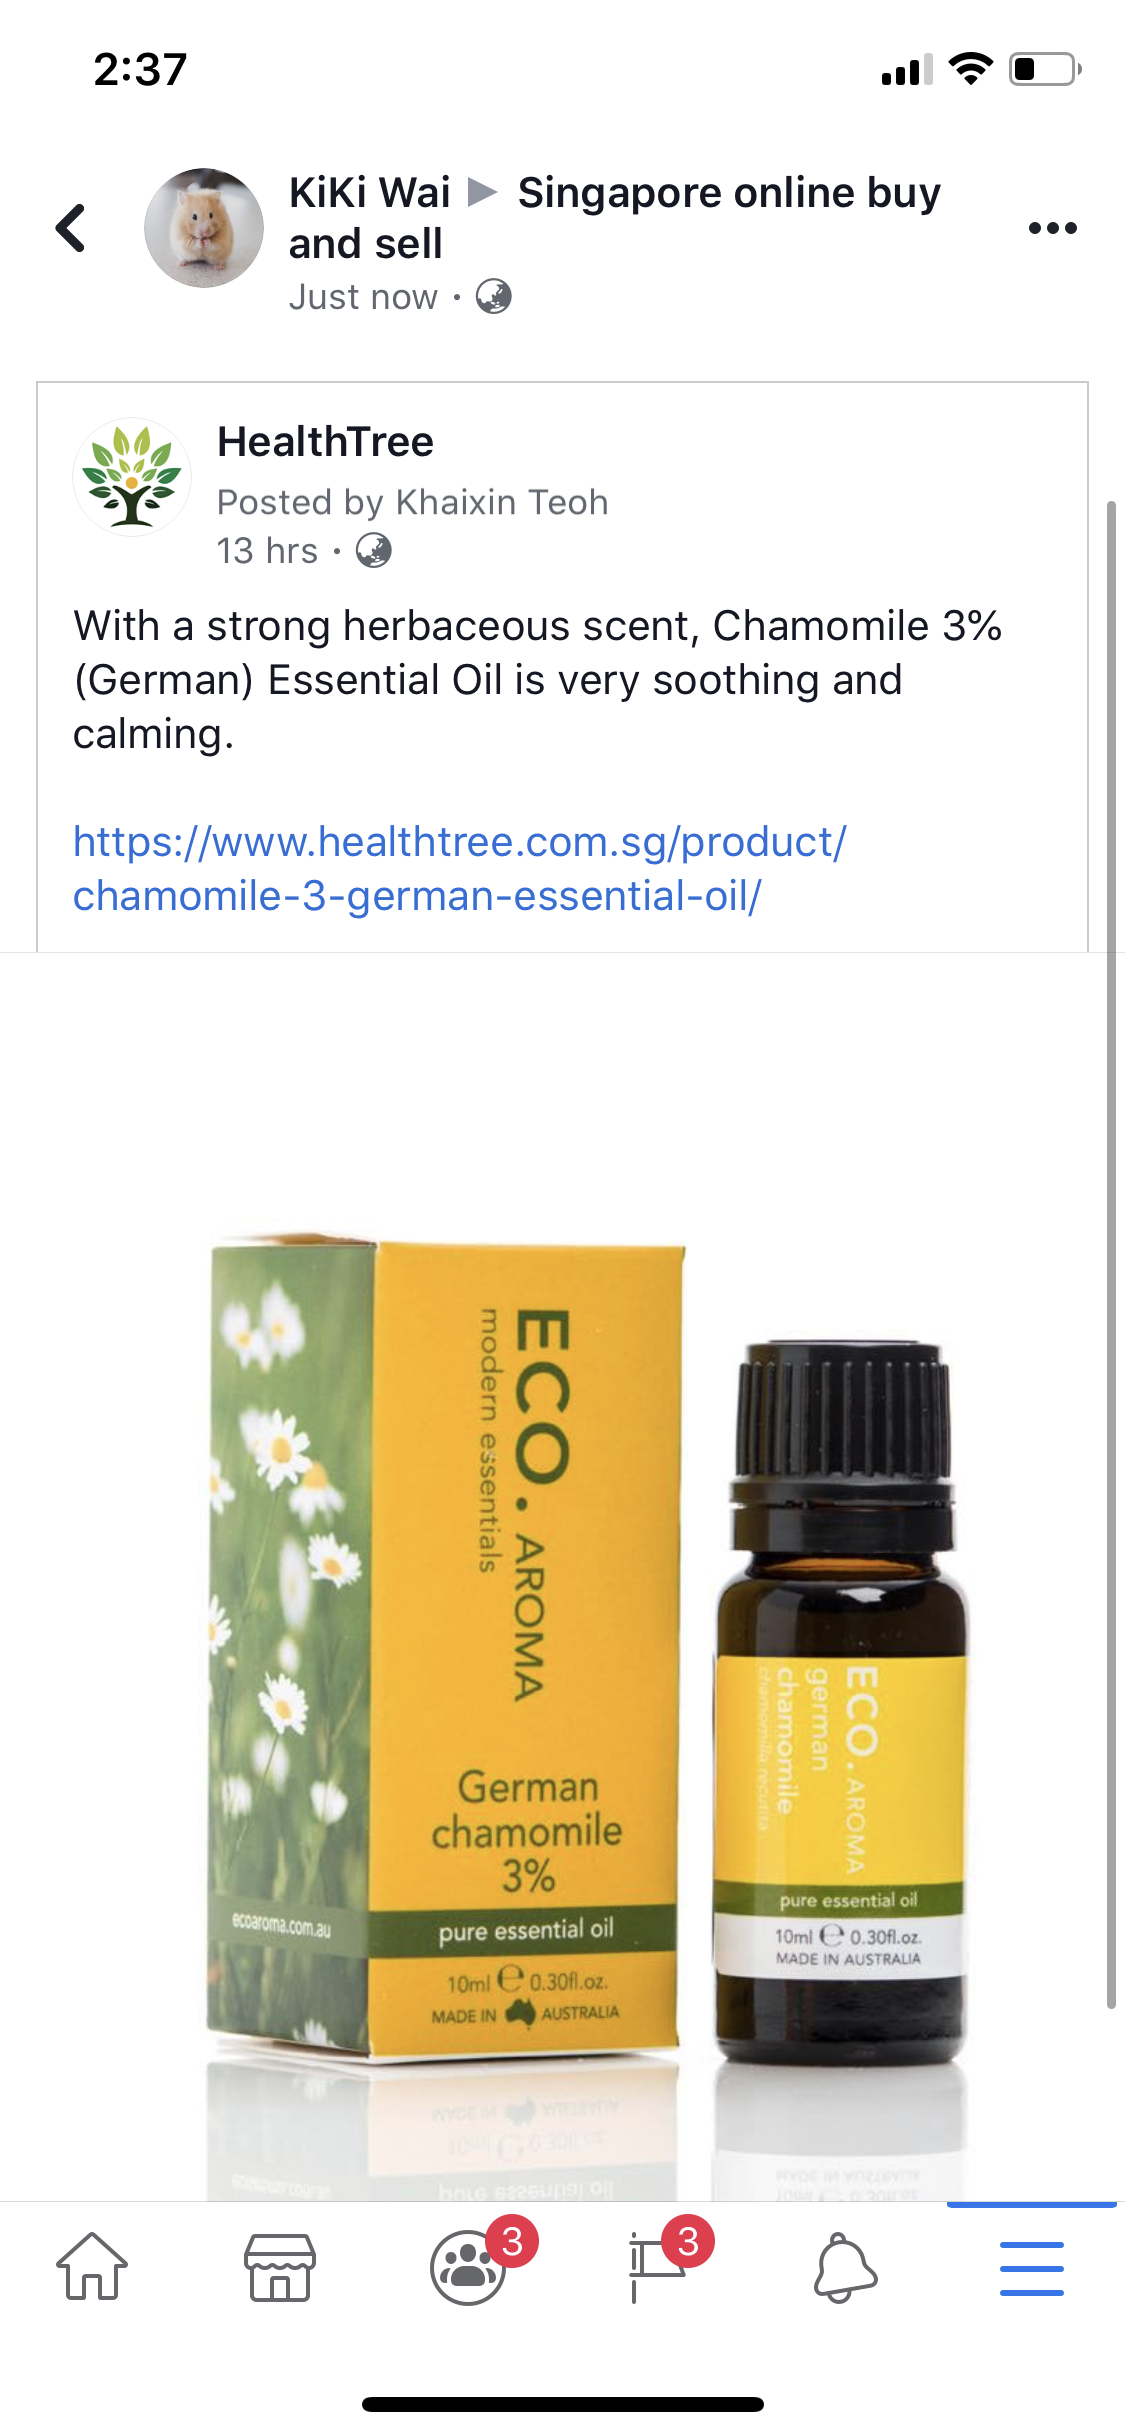 2:37
KiKi Wai ▶ Singapore online buy
and sell
Just now ·
HealthTree
Posted by Khaixin Teoh
13 hrs ·
With a strong herbaceous scent, Chamomile 3%
(German) Essential Oil is very soothing and
calming.
https://www.healthtree.com.sg/product/
chamomile-3-german-essential-oil/
ECO. AROMA
modern essentials
German
chamomile
3%
ecoaroma.com.au
pure essential oil
10ml e 0.30fl.oz.
MADE IN AUSTRALIA
ECO. AROMA
german
chamomile
chamomilla recutita
pure essential oil
10ml e 0.30fl.oz.
MADE IN AUSTRALIA
3
3